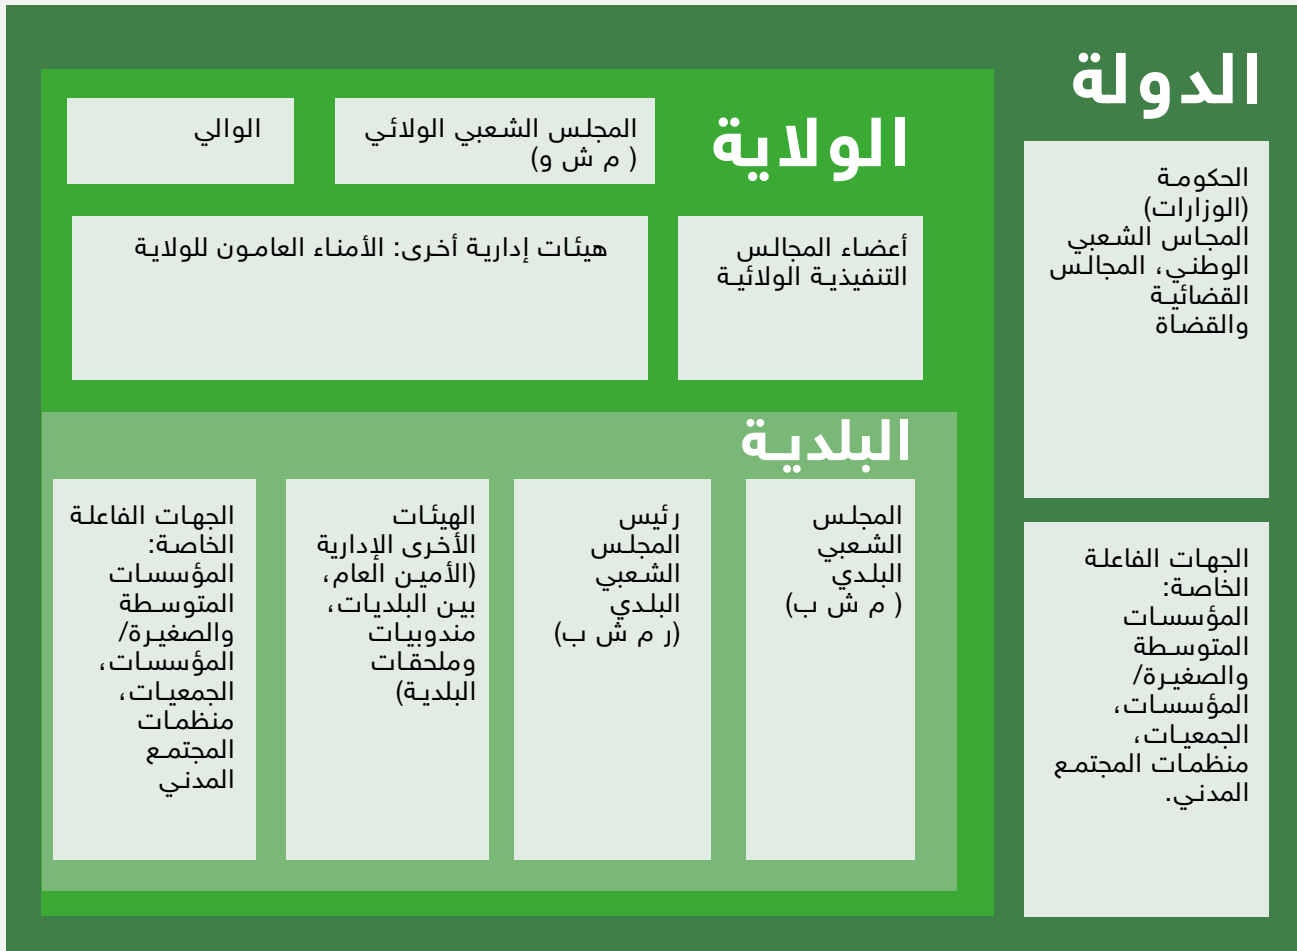 الدولة
الحكومة
(الوزارات)
المجاس الشعبي
الوطني، المجالس
القضائية
والقضاة
الجهات الفاعلة
الخاصة:
المؤسسات
المتوسطة
والصغيرة/
المؤسسات،
الجمعيات،
منظمات المجتمع
المدني.
الولاية
المجلس الشعبي الولائي
( م ش و)
الوالي
أعضاء المجالس
التنفيذية الولائية
هيئات إدارية أخرى: الأمناء العامون للولاية
البلدية
المجلس
الشعبي
البلدي
( م ش ب)
رئيس
المجلس
الشعبي
البلدي
(ر م ش ب)
الهيئات
الأخرى الإدارية
(الأمين العام،
بين البلديات،
مندوبيات
وملحقات
البلدية)
الجهات الفاعلة
الخاصة:
المؤسسات
المتوسطة
والصغيرة/
المؤسسات،
الجمعيات،
منظمات
المجتمع
المدني